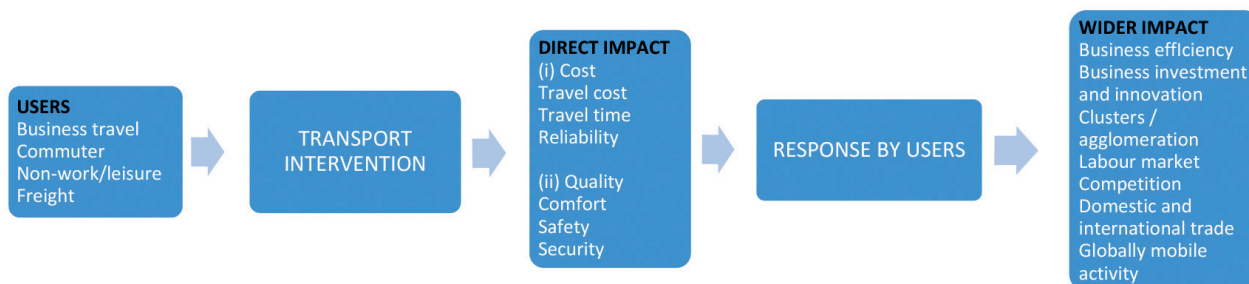 USERS
Business travel
Commuter
Non-work/leisure
Freight
TRANSPORT
INTERVENTION
DIRECT IMPACT
(i) Cost
Travel cost
Travel time
Reliability
(ii) Quality
Comfort
Safety
Security
RESPONSE BY USERS
WIDER IMPACT
Business efficiency
Business investment
and innovation
Clusters /
agglomeration
Labour market
Competition
Domestic and
international trade
Globally mobile
activity